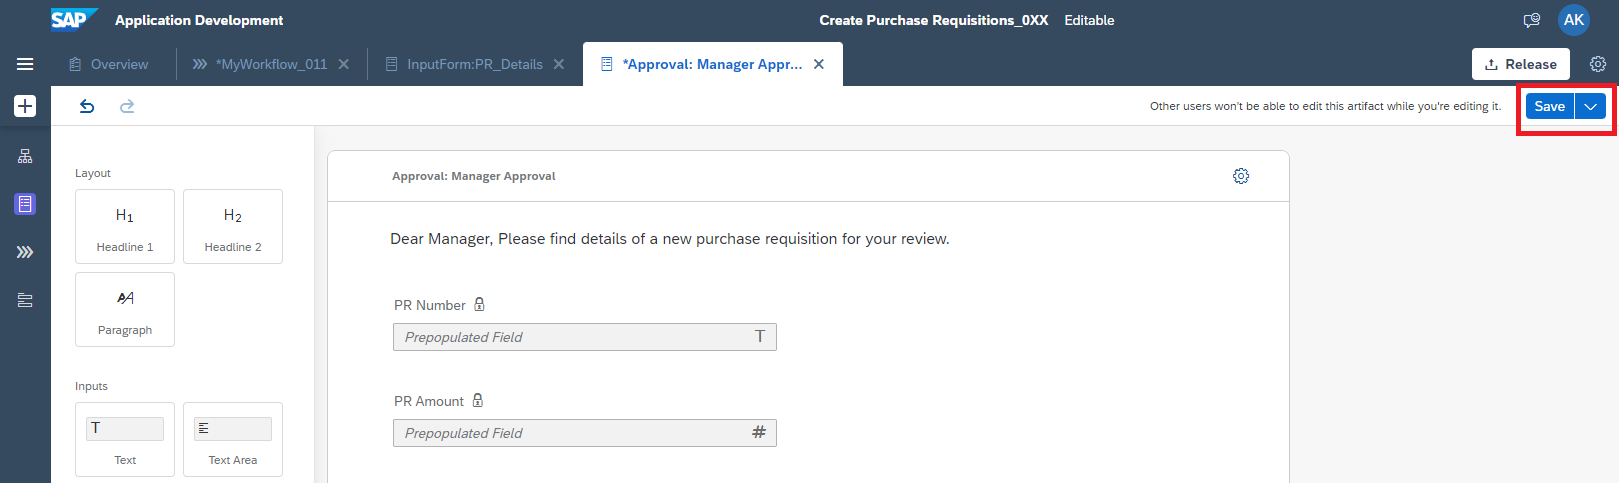 SAP Application Development Create Purchase Requisitions_0XX Editable AK
Overview *MyWorkflow_011 InputForm:PR_Details *Approval: Manager Appr... Release
Other users won't be able to edit this artifact while you're editing it. Save
Layout
H1 H2
Headline 1 Headline 2
Paragraph
Inputs
T
Text Text Area
Approval: Manager Approval
Dear Manager, Please find details of a new purchase requisition for your review.
PR Number
Prepopulated Field T
PR Amount
Prepopulated Field #